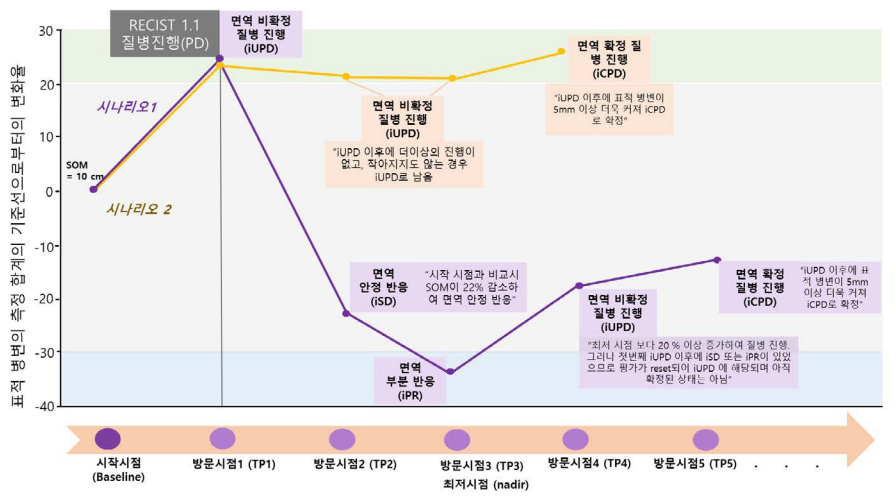 RECIST 1.1
질병진행(PD)
면역 비확정
질병 진행
(iUPD)
30
20
10
0
-10
-20
-30
-40
표적 병변의 측정 합계의 기준선으로부터의 변화율
시나리오1
SOM
= 10 cm
시나리오 2
면역 비확정
질병 진행
(iUPD)
"iUPD 이후에 더이상의 진행이
없고, 작아지지도 않는 경우
iUPD로 남음
면역 확정 질
병 진행
(iCPD)
"iUPD 이후에 표적 병변이
5mm 이상 더욱 커져 iCPD
로 확정"
면역
안정 반응
(iSD)
"시작 시점과 비교시
SOM이 22% 감소하
여 면역 안정 반응"
면역
부분 반응
(iPR)
면역 비확정
질병 진행
(iUPD)
"최저 시점 보다 20 % 이상 증가하여 질병 진행.
그러나 첫번째 iUPD 이후에 iSD 또는 iPR이 있었
으므로 평가가 reset되어 iUPD 에 해당되며 아직
확정된 상태는 아님"
면역 확정
질병 진행
(iCPD)
"iUPD 이후에 표
적 병변이 5mm
이상 더욱 커져
iCPD로 확정"
시작시점
(Baseline)
방문시점1 (TP1)
방문시점2 (TP2)
방문시점3 (TP3)
최저시점 (nadir)
방문시점4 (TP4)
방문시점5 (TP5)
. . .